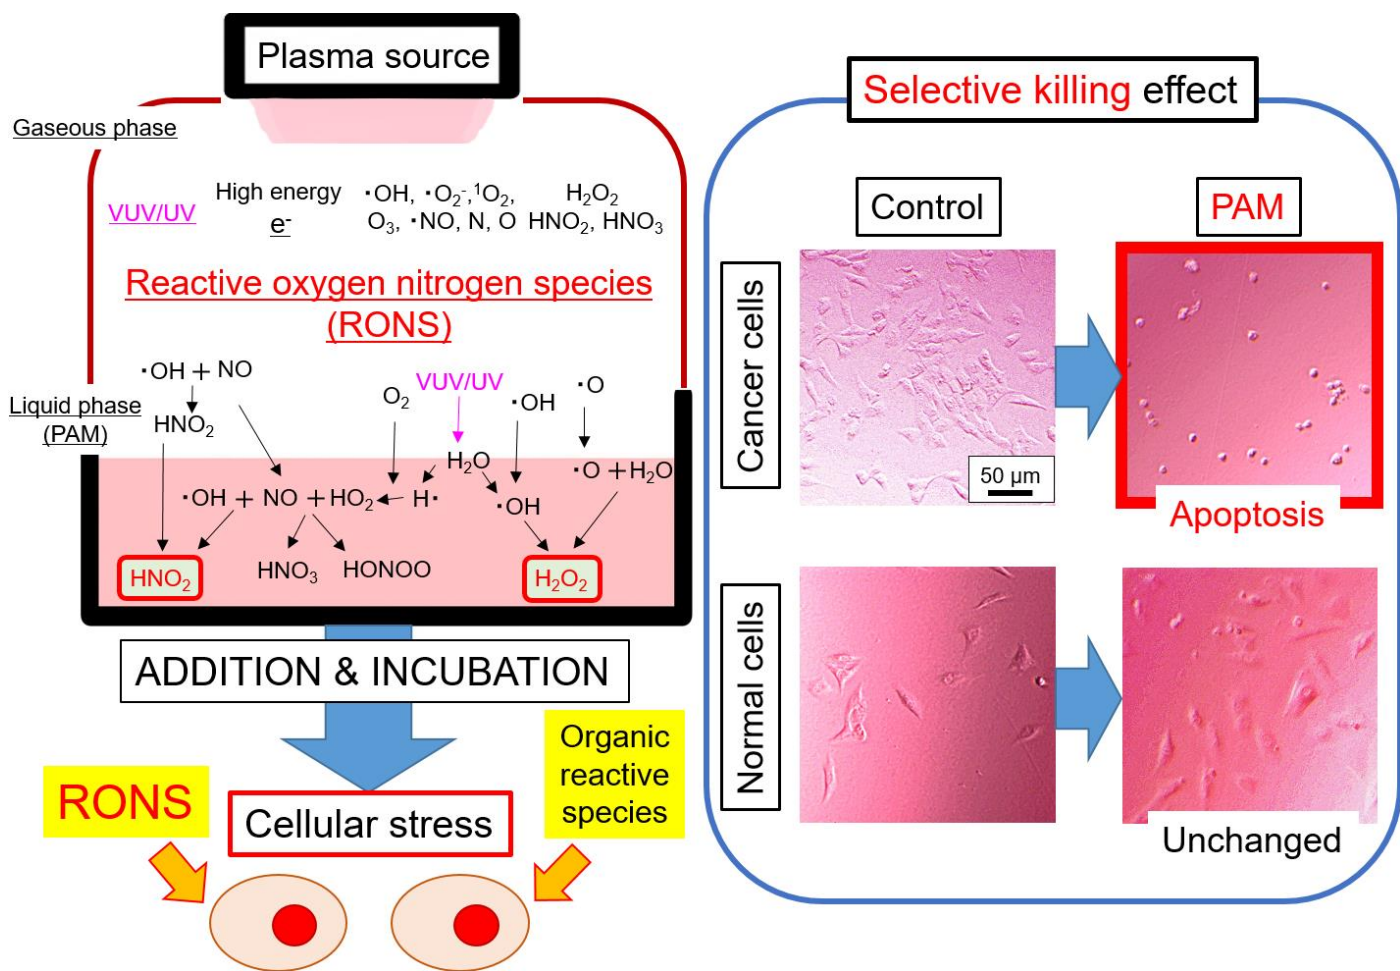 Plasma source
Gaseous phase
VUV/UV
High energy
e⁻
·OH, ·O₂⁻,¹O₂,
O₃, ·NO, N, O
H₂O₂
HNO₂, HNO₃
Reactive oxygen nitrogen species
(RONS)
Liquid phase
(PAM)
·OH + NO
HNO₂
O₂
VUV/UV
·OH
·O
H₂O
·O + H₂O
·OH + NO + HO₂
H·
·OH
HNO₂
HNO₃
HONOO
H₂O₂
ADDITION & INCUBATION
RONS
Cellular stress
Organic
reactive
species
Selective killing effect
Control
PAM
Cancer cells
50 µm
Apoptosis
Normal cells
Unchanged